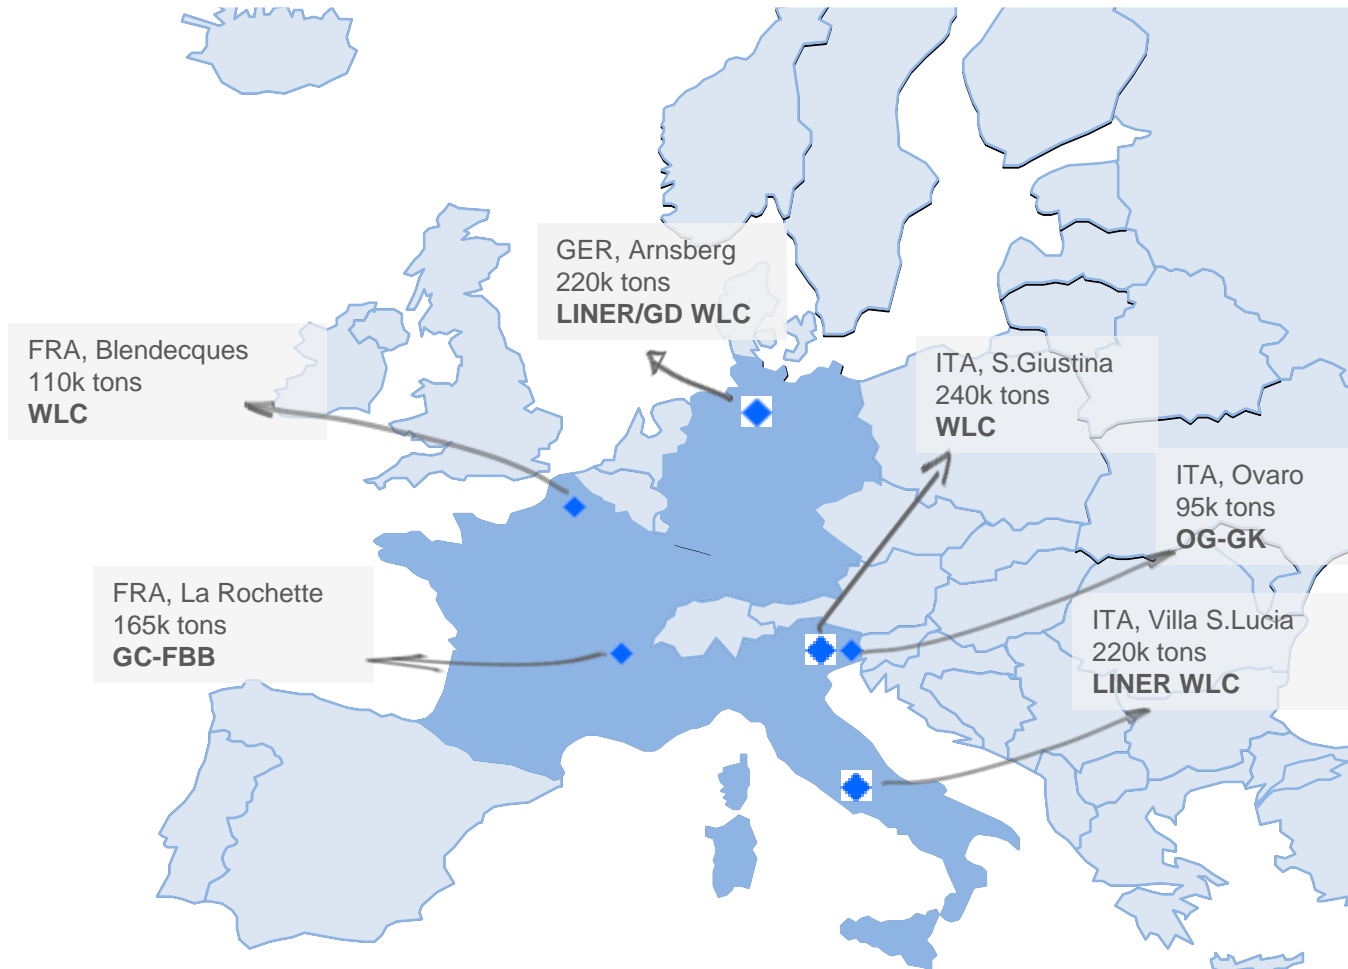 GER, Arnsberg
220k tons
LINER/GD WLC
FRA, Blendecques
110k tons
WLC
ITA, S.Giustina
240k tons
WLC
ITA, Ovaro
95k tons
OG-GK
FRA, La Rochette
165k tons
GC-FBB
ITA, Villa S.Lucia
220k tons
LINER WLC